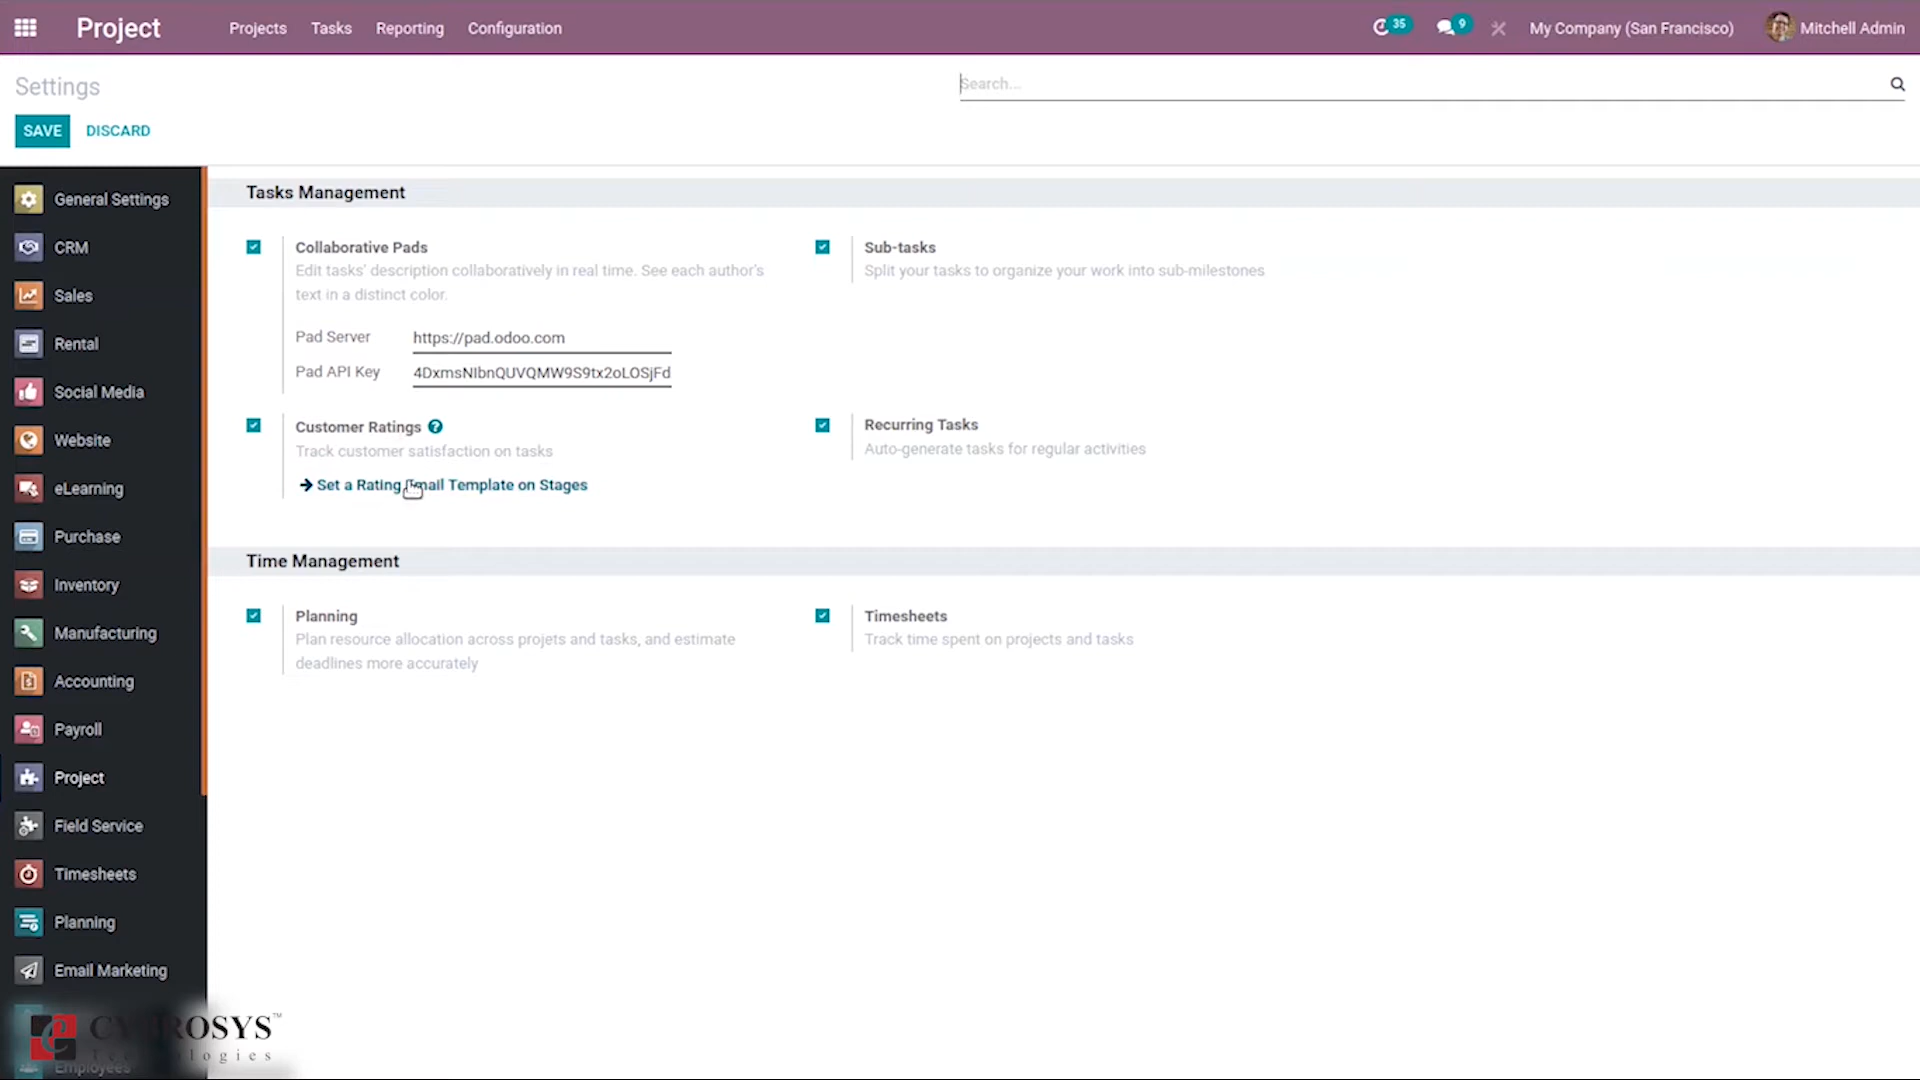 Project
Projects
Tasks
Reporting
Configuration
35
9
My Company (San Francisco)
Mitchell Admin
Settings
Search...
SAVE
DISCARD
General Settings
CRM
Sales
Rental
Social Media
Website
eLearning
Purchase
Inventory
Manufacturing
Accounting
Payroll
Project
Field Service
Timesheets
Planning
Email Marketing
Employees
Tasks Management
Collaborative Pads
Edit tasks' description collaboratively in real time. See each author's
text in a distinct color.
Pad Server https://pad.odoo.com
Pad API Key 4DxmsNIbnQUVQMW9S9tx2oLOSjFd
Sub-tasks
Split your tasks to organize your work into sub-milestones
Customer Ratings ?
Track customer satisfaction on tasks
Set a Rating Email Template on Stages
Recurring Tasks
Auto-generate tasks for regular activities
Time Management
Planning
Plan resource allocation across projets and tasks, and estimate
deadlines more accurately
Timesheets
Track time spent on projects and tasks
CYBROSYS™
Technologies